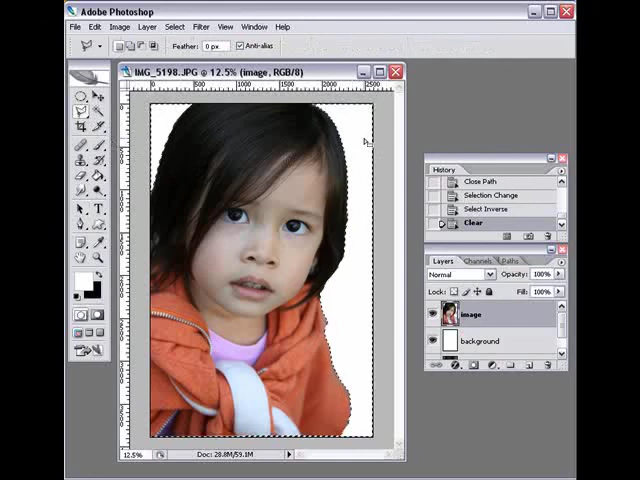 Adobe Photoshop
File Edit Image Layer Select Filter View Window Help
Feather: 0 px Anti-alias
IMG_5198.JPG @ 12.5% (image, RGB/8)
0 500 1000 1500 2000 2500
History
Close Path
Selection Change
Select Inverse
Clear
Layers Channels Paths
Normal Opacity: 100%
Lock: Fill: 100%
image
background
12.5% Doc: 28.8M/59.1M